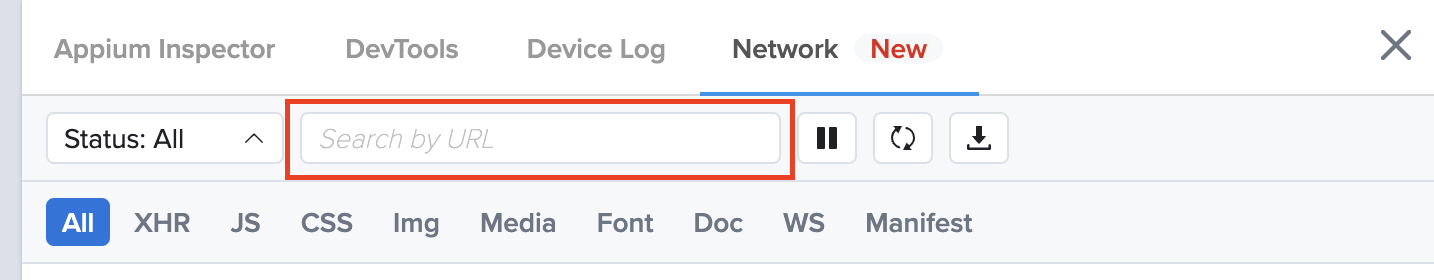 Appium Inspector DevTools Device Log Network New
Status: All Search by URL
All XHR JS CSS Img Media Font Doc WS Manifest